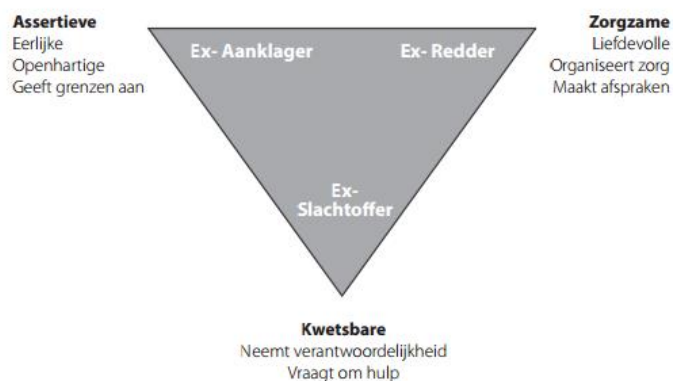 Assertieve
Eerlijke
Openhartige
Geeft grenzen aan
Ex- Aanklager
Ex- Redder
Zorgzame
Liefdevolle
Organiseert zorg
Maakt afspraken
Ex-
Slachtoffer
Kwetsbare
Neemt verantwoordelijkheid
Vraagt om hulp